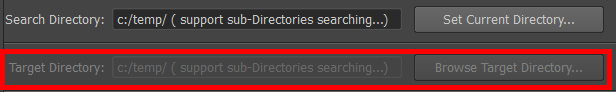 Search Directory: c:/temp/ ( support sub-Directories searching...) Set Current Directory...
Target Directory: c:/temp/ ( support sub-Directories searching...) Browse Target Directory...